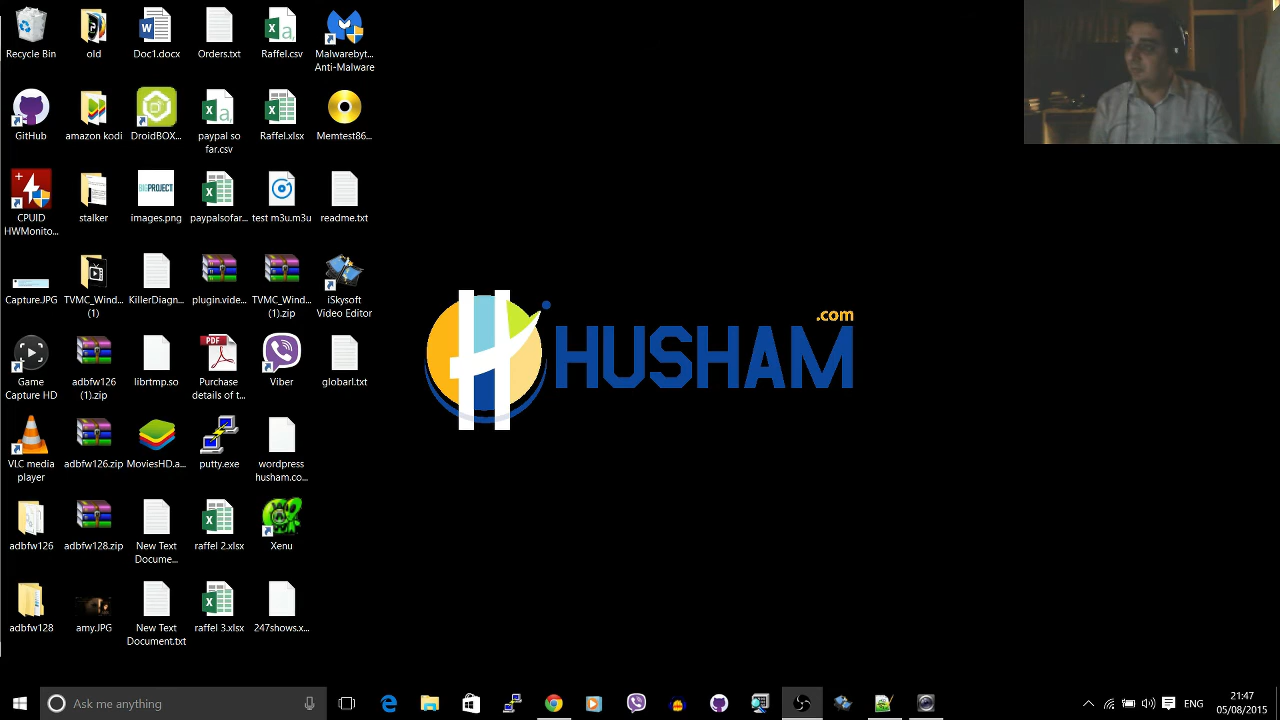 Recycle Bin
old
Doc1.docx
Orders.txt
Raffel.csv
Malwarebyt...
Anti-Malware
GitHub
amazon kodi
DroidBOX...
paypal so
far.csv
Raffel.xlsx
Memtest86...
CPUID
HWMonito...
stalker
BIGPROJECT
images.png
paypalsofar...
test m3u.m3u
readme.txt
Capture.JPG
TVMC_Wind...
(1)
KillerDiagn...
plugin.vide...
TVMC_Wind...
(1).zip
iSkysoft
Video Editor
.com
HUSHAM
Game
Capture HD
adbfw126
(1).zip
librtmp.so
PDF
Purchase
details of t...
Viber
globarl.txt
VLC media
player
adbfw126.zip
MoviesHD.a...
putty.exe
wordpress
husham.co...
adbfw126
adbfw128.zip
New Text
Docume...
raffel 2.xlsx
Xenu
adbfw128
amy.JPG
New Text
Document.txt
raffel 3.xlsx
247shows.x...
Ask me anything
ENG
21:47
05/08/2015